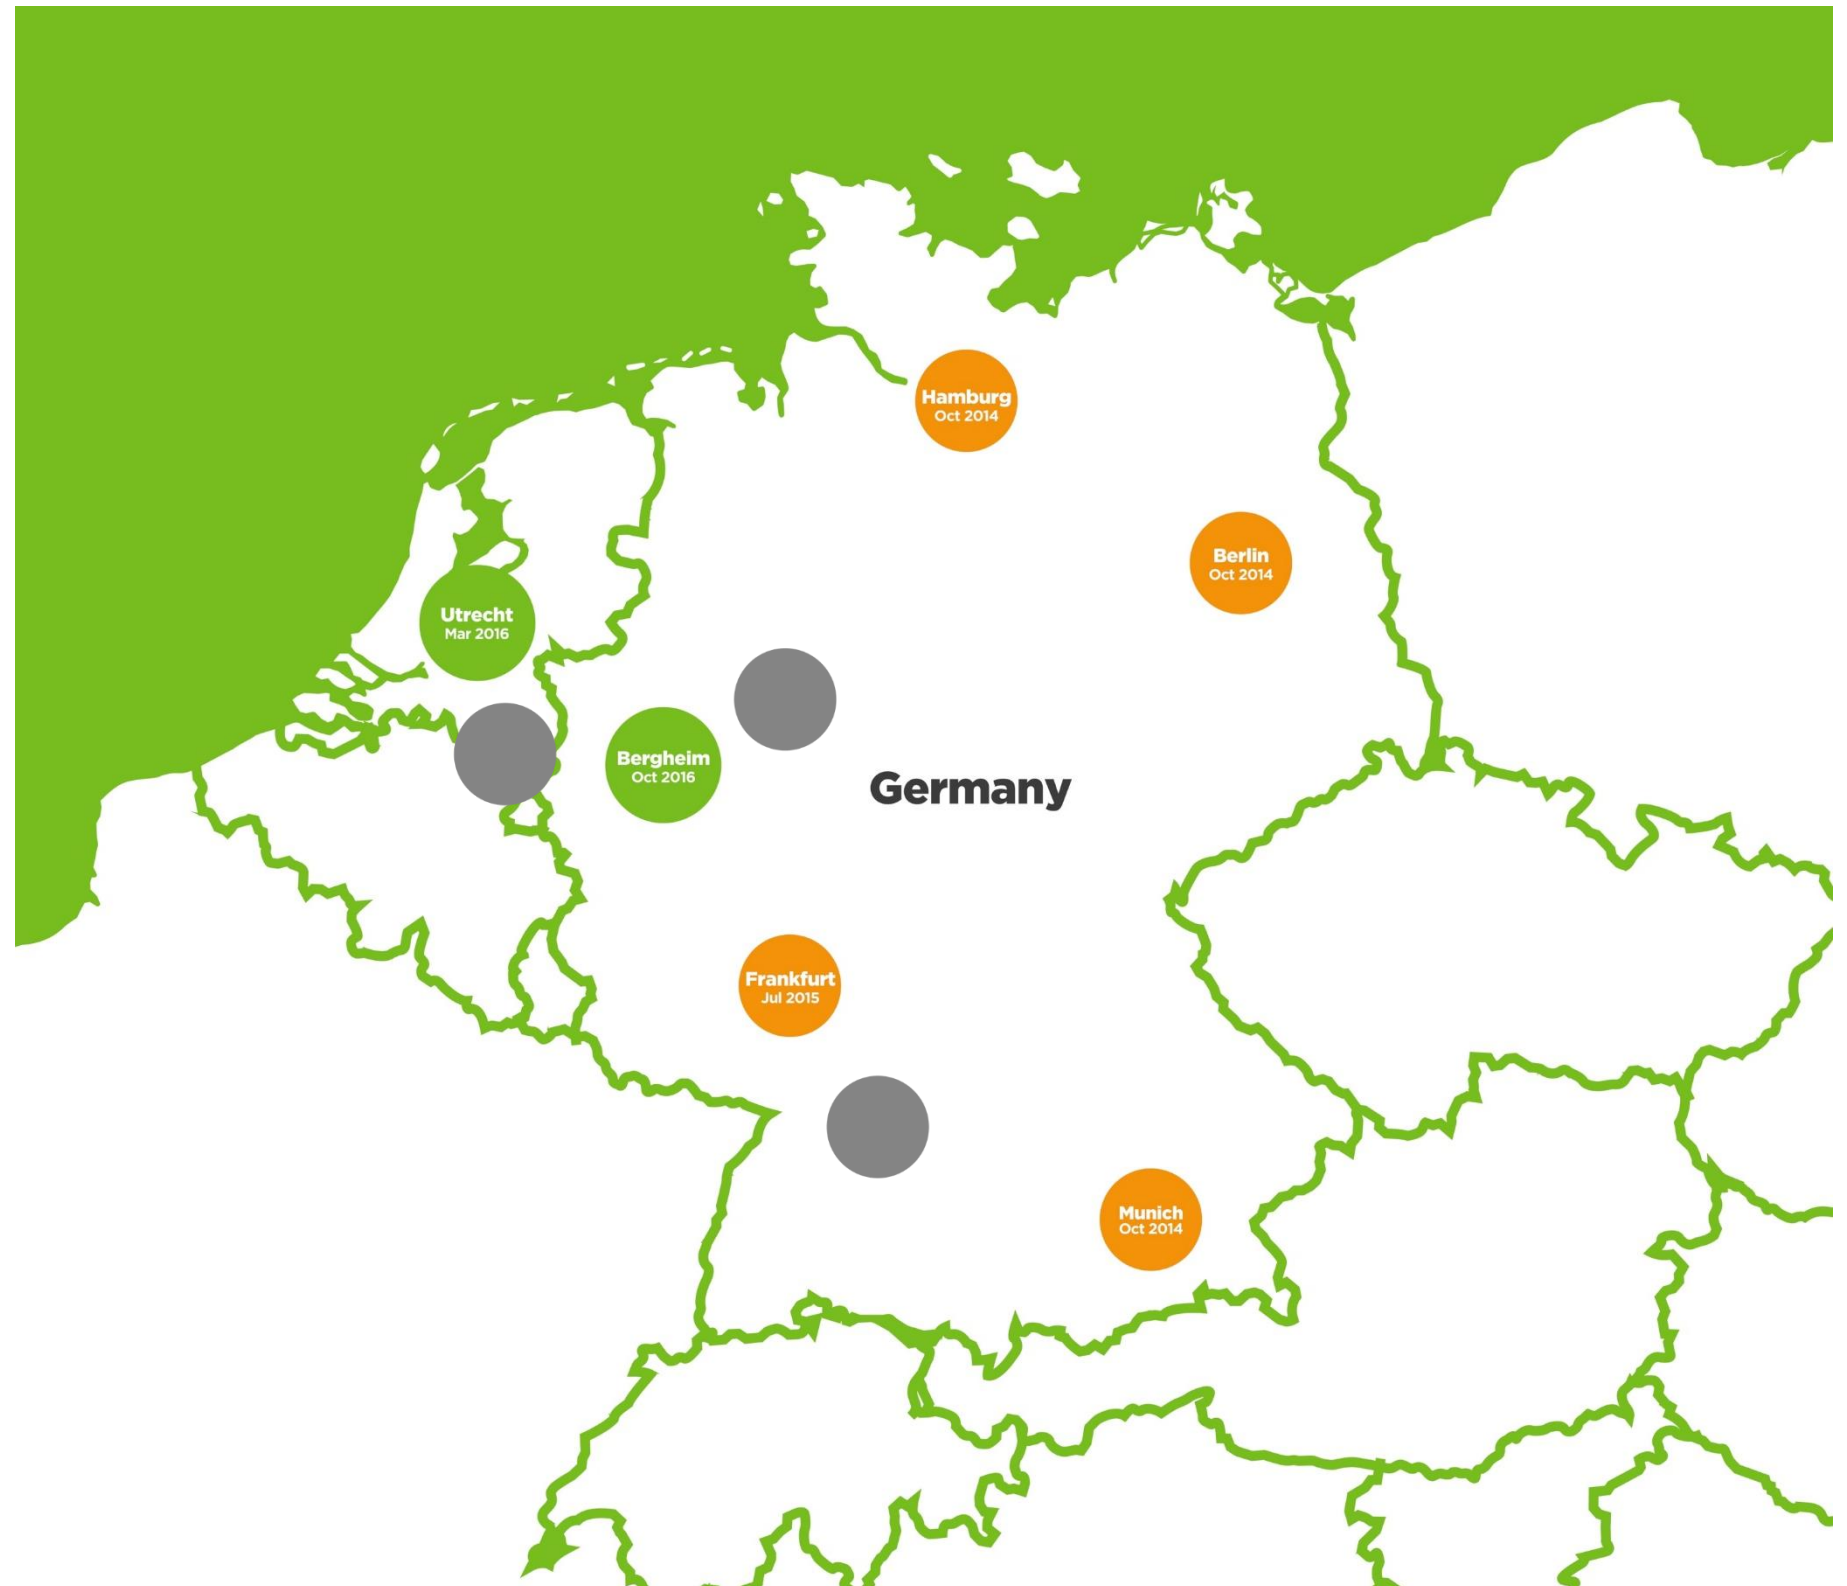 Hamburg
Oct 2014
Berlin
Oct 2014
Utrecht
Mar 2016
Bergheim
Oct 2016
Germany
Frankfurt
Jul 2015
Munich
Oct 2014